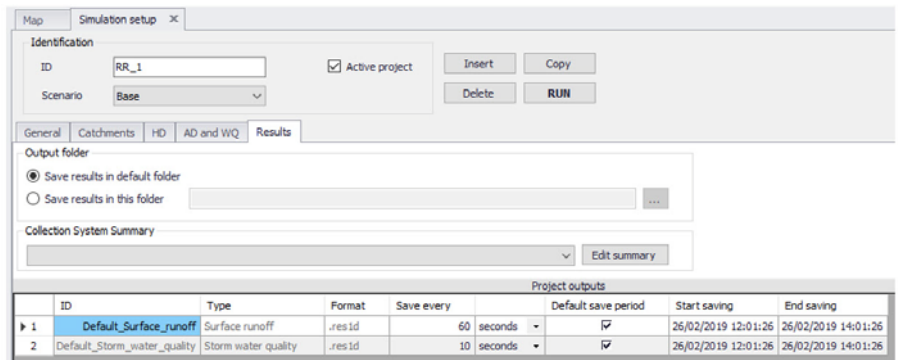 Map Simulation setup ×
Identification
ID RR_1 Active project Insert Copy
Scenario Base Delete RUN
General Catchments HD AD and WQ Results
Output folder
Save results in default folder
Save results in this folder ...
Collection System Summary
Edit summary
Project outputs
ID Type Format Save every Default save period Start saving End saving
1 Default_Surface_runoff Surface runoff .res1d 60 seconds 26/02/2019 12:01:26 26/02/2019 14:01:26
2 Default_Storm_water_quality Storm water quality .res1d 10 seconds 26/02/2019 12:01:26 26/02/2019 14:01:26